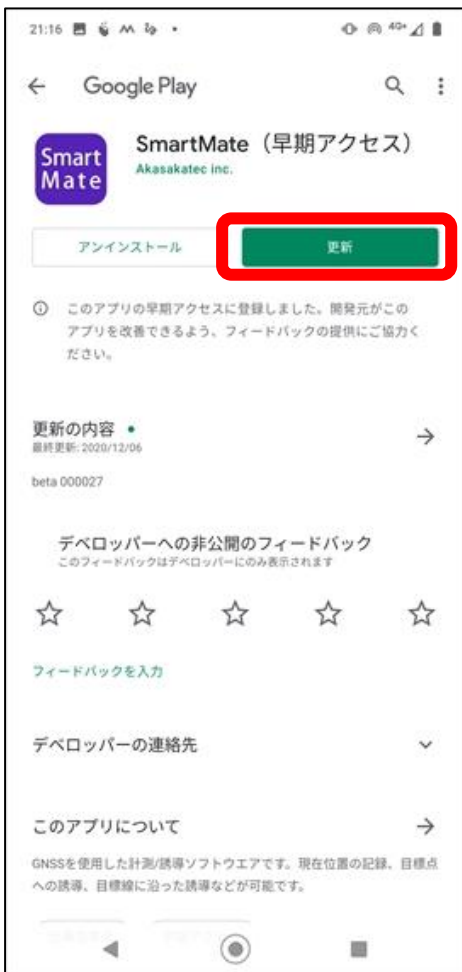 21:16
4G+
Google Play
Smart
Mate
SmartMate（早期アクセス）
Akasakatec inc.
アンインストール
更新
このアプリの早期アクセスに登録しました。開発元がこの
アプリを改善できるよう、フィードバックの提供にご協力く
ださい。
更新の内容
最終更新: 2020/12/06
beta 000027
デベロッパーへの非公開のフィードバック
このフィードバックはデベロッパーにのみ表示されます
フィードバックを入力
デベロッパーの連絡先
このアプリについて
GNSSを使用した計測/誘導ソフトウエアです。現在位置の記録、目標点
への誘導、目標線に沿った誘導などが可能です。